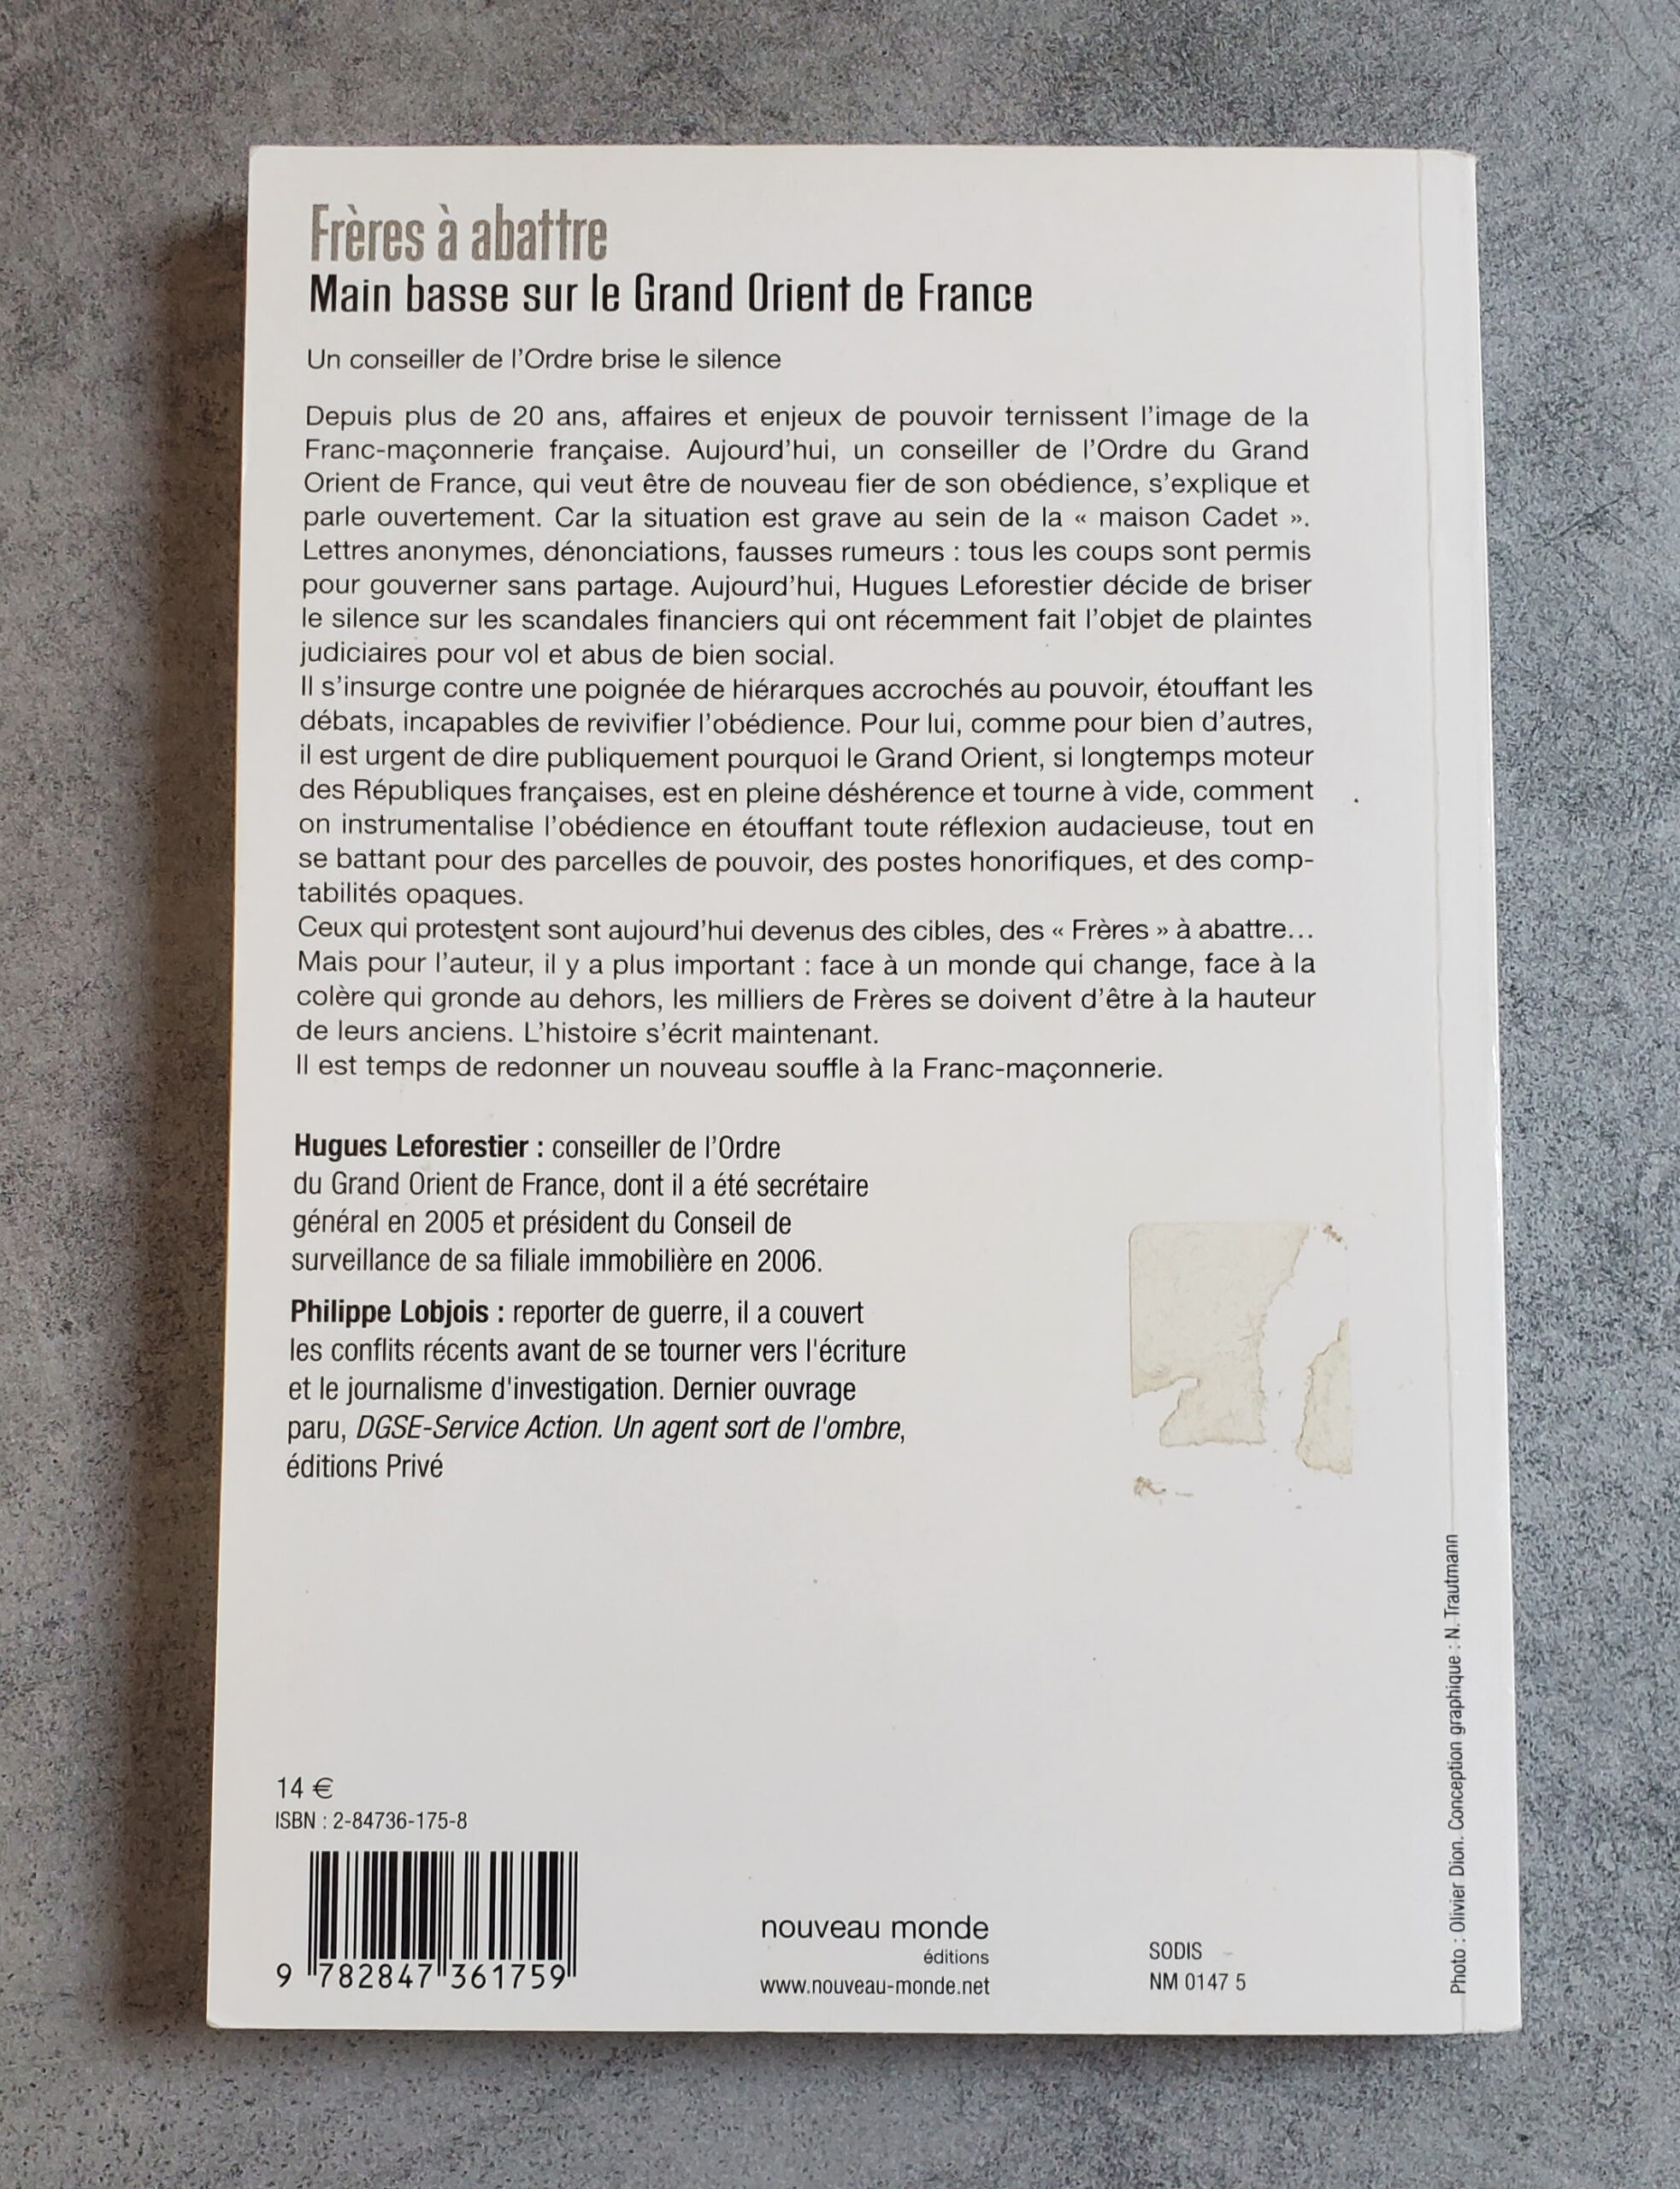 Frères à abattre
Main basse sur le Grand Orient de France
Un conseiller de l'Ordre brise le silence
Depuis plus de 20 ans, affaires et enjeux de pouvoir ternissent l'image de la
Franc-maçonnerie française. Aujourd'hui, un conseiller de l'Ordre du Grand
Orient de France, qui veut être de nouveau fier de son obédience, s'explique et
parle ouvertement. Car la situation est grave au sein de la « maison Cadet ».
Lettres anonymes, dénonciations, fausses rumeurs : tous les coups sont permis
pour gouverner sans partage. Aujourd'hui, Hugues Leforestier décide de briser
le silence sur les scandales financiers qui ont récemment fait l'objet de plaintes
judiciaires pour vol et abus de bien social.
Il s'insurge contre une poignée de hiérarques accrochés au pouvoir, étouffant les
débats, incapables de revivifier l'obédience. Pour lui, comme pour bien d'autres,
il est urgent de dire publiquement pourquoi le Grand Orient, si longtemps moteur
des Républiques françaises, est en pleine déshérence et tourne à vide, comment
on instrumentalise l'obédience en étouffant toute réflexion audacieuse, tout en
se battant pour des parcelles de pouvoir, des postes honorifiques, et des comp-
tabilités opaques.
Ceux qui protestent sont aujourd'hui devenus des cibles, des « Frères » à abattre...
Mais pour l'auteur, il y a plus important : face à un monde qui change, face à la
colère qui gronde au dehors, les milliers de Frères se doivent d'être à la hauteur
de leurs anciens. L'histoire s'écrit maintenant.
Il est temps de redonner un nouveau souffle à la Franc-maçonnerie.
Hugues Leforestier : conseiller de l'Ordre
du Grand Orient de France, dont il a été secrétaire
général en 2005 et président du Conseil de
surveillance de sa filiale immobilière en 2006.
Philippe Lobjois : reporter de guerre, il a couvert
les conflits récents avant de se tourner vers l'écriture
et le journalisme d'investigation. Dernier ouvrage
paru, DGSE-Service Action. Un agent sort de l'ombre,
éditions Privé
14 €
ISBN : 2-84736-175-8
9 782847 361759
nouveau monde
éditions
www.nouveau-monde.net
SODIS
NM 0147 5
Photo : Olivier Dion. Conception graphique : N. Trautmann